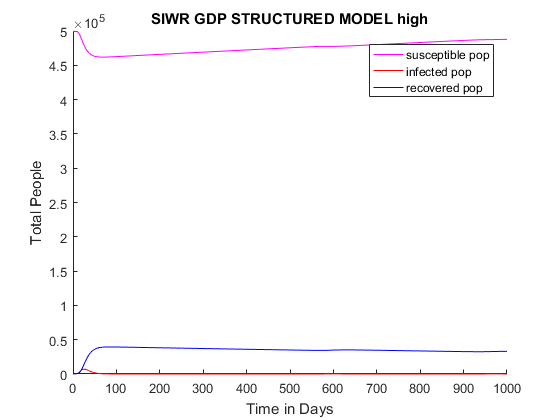 SIWR GDP STRUCTURED MODEL high
×10^5
5
4.5
4
3.5
3
2.5
2
1.5
1
0.5
0
Total People
susceptible pop
infected pop
recovered pop
0 100 200 300 400 500 600 700 800 900 1000
Time in Days